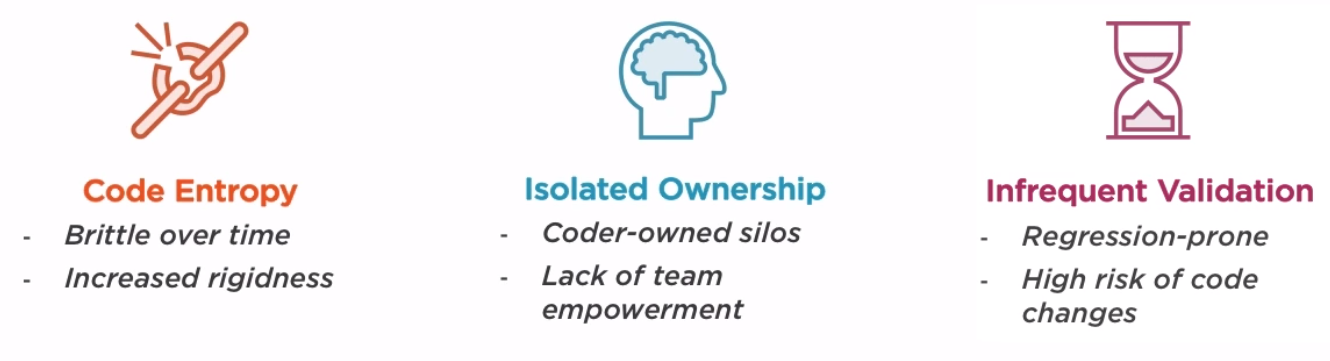 Code Entropy
- Brittle over time
- Increased rigidness
Isolated Ownership
- Coder-owned silos
- Lack of team
empowerment
Infrequent Validation
- Regression-prone
- High risk of code
changes